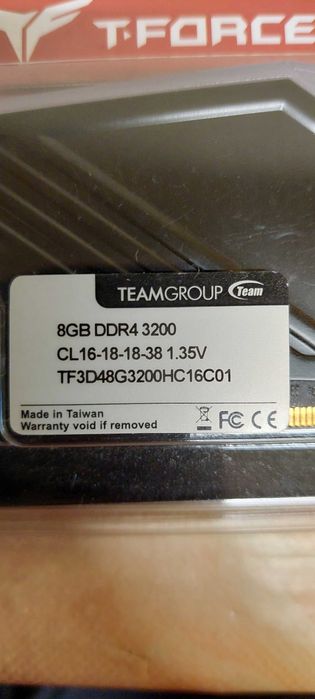 T-FORCE
TEAMGROUP Team
8GB DDR4 3200
CL16-18-18-38 1.35V
TF3D48G3200HC16C01
Made in Taiwan
Warranty void if removed
FC CE